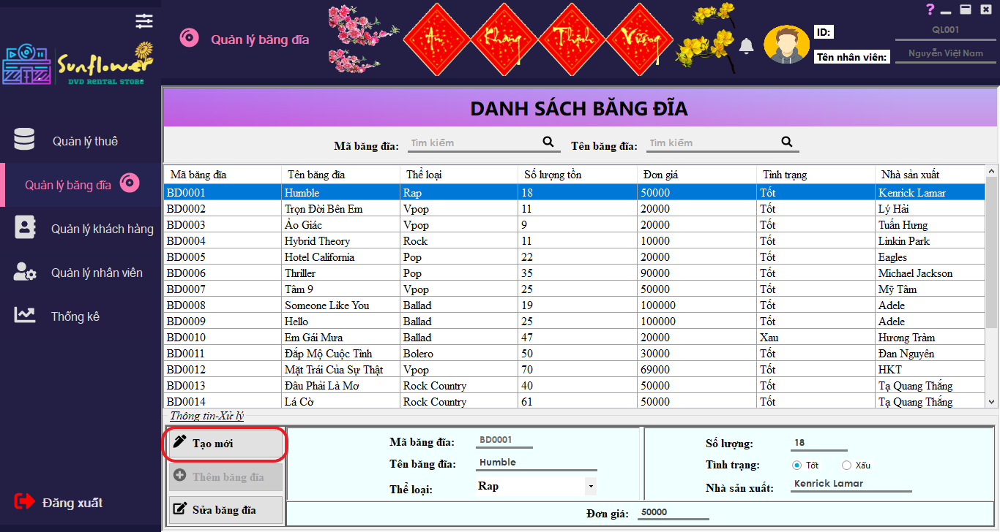 Quản lý băng đĩa
An Khang Thịnh Vượng
?
ID:
QL001
Tên nhân viên:
Nguyễn Việt Nam
Sunflower
DVD RENTAL STORE
Quản lý thuê
Quản lý băng đĩa
Quản lý khách hàng
Quản lý nhân viên
Thống kê
Đăng xuất
DANH SÁCH BĂNG ĐĨA
Mã băng đĩa: Tìm kiếm Tên băng đĩa: Tìm kiếm
Mã băng đĩa Tên băng đĩa Thể loại Số lượng tồn Đơn giá Tình trạng Nhà sản xuất
BD0001 Humble Rap 18 50000 Tốt Kenrick Lamar
BD0002 Trọn Đời Bên Em Vpop 11 20000 Tốt Lý Hải
BD0003 Ảo Giác Vpop 9 20000 Tốt Tuấn Hưng
BD0004 Hybrid Theory Rock 11 10000 Tốt Linkin Park
BD0005 Hotel California Pop 22 20000 Tốt Eagles
BD0006 Thriller Pop 35 90000 Tốt Michael Jackson
BD0007 Tâm 9 Vpop 25 50000 Tốt Mỹ Tâm
BD0008 Someone Like You Ballad 19 100000 Tốt Adele
BD0009 Hello Ballad 25 100000 Tốt Adele
BD0010 Em Gái Mưa Ballad 47 20000 Xau Hương Tràm
BD0011 Đắp Mộ Cuộc Tình Bolero 50 30000 Tốt Đan Nguyên
BD0012 Mặt Trái Của Sự Thật Vpop 70 69000 Tốt HKT
BD0013 Đâu Phải Là Mơ Rock Country 40 50000 Tốt Tạ Quang Thắng
BD0014 Lá Cờ Rock Country 61 50000 Tốt Tạ Quang Thắng
Thông tin-Xử lý
Tạo mới
Thêm băng đĩa
Sửa băng đĩa
Mã băng đĩa: BD0001
Tên băng đĩa: Humble
Thể loại: Rap
Số lượng: 18
Tình trạng: Tốt Xấu
Nhà sản xuất: Kenrick Lamar
Đơn giá: 50000